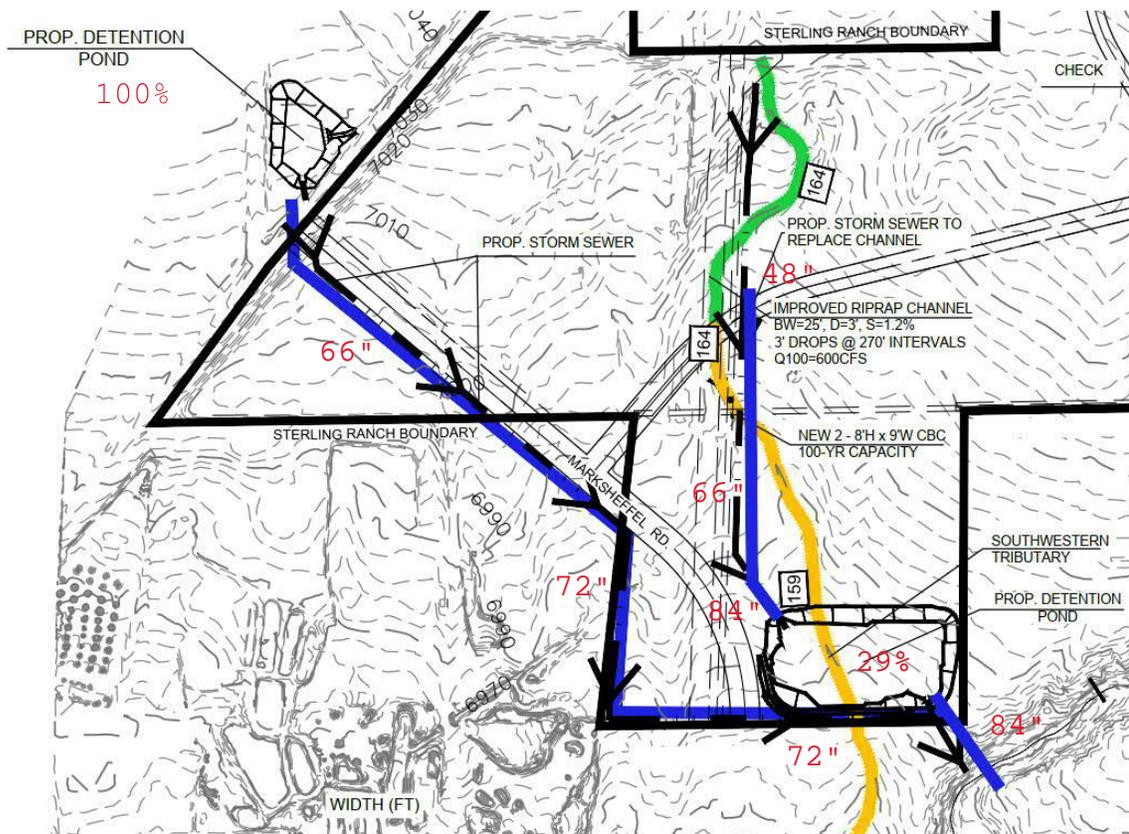 PROP. DETENTION
POND
100%
7040
STERLING RANCH BOUNDARY
CHECK
7030
7020
7010
164
PROP. STORM SEWER
PROP. STORM SEWER TO
REPLACE CHANNEL
48"
IMPROVED RIPRAP CHANNEL
BW=25', D=3', S=1.2%
3' DROPS @ 270' INTERVALS
Q100=600CFS
164
66"
STERLING RANCH BOUNDARY
NEW 2 - 8'H x 9'W CBC
100-YR CAPACITY
MARKSHEFFEL RD.
66"
6990
SOUTHWESTERN
TRIBUTARY
72"
159
84"
PROP. DETENTION
POND
6990
29%
6970
84"
72"
WIDTH (FT)